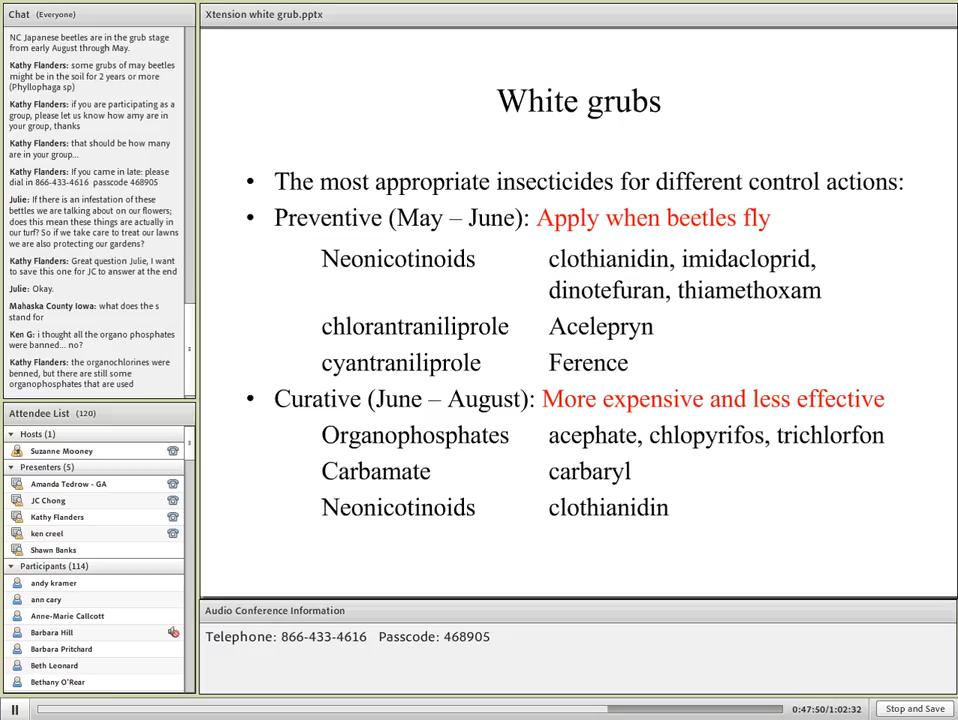 Chat (Everyone)
NC Japanese beetles are in the grub stage
from early August through May.
Kathy Flanders: some grubs of may beetles
might be in the soil for 2 years or more
(Phyllophaga sp)
Kathy Flanders: if you are participating as a
group, please let us know how amy are in
your group, thanks
Kathy Flanders: that should be how many
are in your group...
Kathy Flanders: If you came in late: please
dial in 866-433-4616 passcode 468905
Julie: If there is an infestation of these
bettles we are talking about on our flowers;
does this mean these things are actually in
our turf? So if we take care to treat our lawns
we are also protecting our gardens?
Kathy Flanders: Great question Julie, I want
to save this one for JC to answer at the end
Julie: Okay.
Mahaska County Iowa: what does the s
stand for
Ken G: i thought all the organo phosphates
were banned... no?
Kathy Flanders: the organochlorines were
benned, but there are still some
organophosphates that are used
Attendee List (120)
Hosts (1)
Suzanne Mooney
Presenters (5)
Amanda Tedrow - GA
JC Chong
Kathy Flanders
ken creel
Shawn Banks
Participants (114)
andy kramer
ann cary
Anne-Marie Callcott
Barbara Hill
Barbara Pritchard
Beth Leonard
Bethany O'Rear
Xtension white grub.pptx
White grubs
• The most appropriate insecticides for different control actions:
• Preventive (May – June): Apply when beetles fly
Neonicotinoids clothianidin, imidacloprid,
dinotefuran, thiamethoxam
chlorantraniliprole Acelepryn
cyantraniliprole Ference
• Curative (June – August): More expensive and less effective
Organophosphates acephate, chlopyrifos, trichlorfon
Carbamate carbaryl
Neonicotinoids clothianidin
Audio Conference Information
Telephone: 866-433-4616 Passcode: 468905
0:47:50/1:02:32
Stop and Save